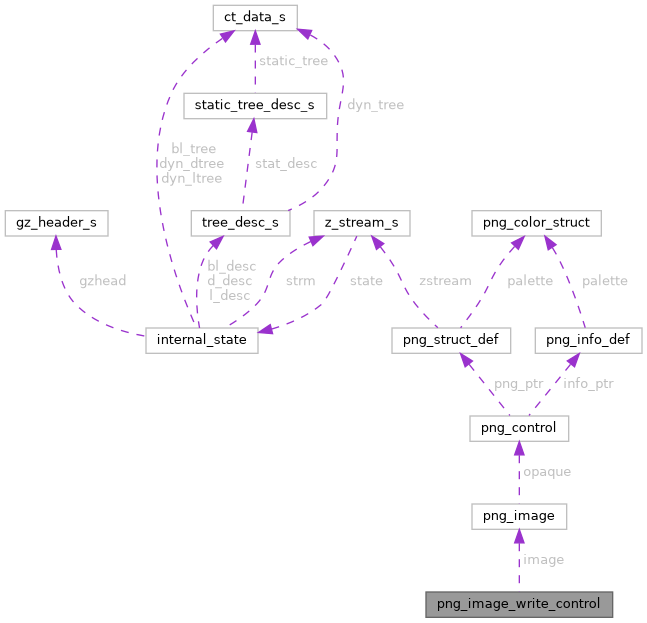 ct_data_s
static_tree
static_tree_desc_s
dyn_tree
bl_tree
dyn_dtree
dyn_ltree
stat_desc
gz_header_s
tree_desc_s
z_stream_s
png_color_struct
gzhead
bl_desc
d_desc
l_desc
strm
state
zstream
palette
palette
internal_state
png_struct_def
png_info_def
png_ptr
info_ptr
png_control
opaque
png_image
image
png_image_write_control